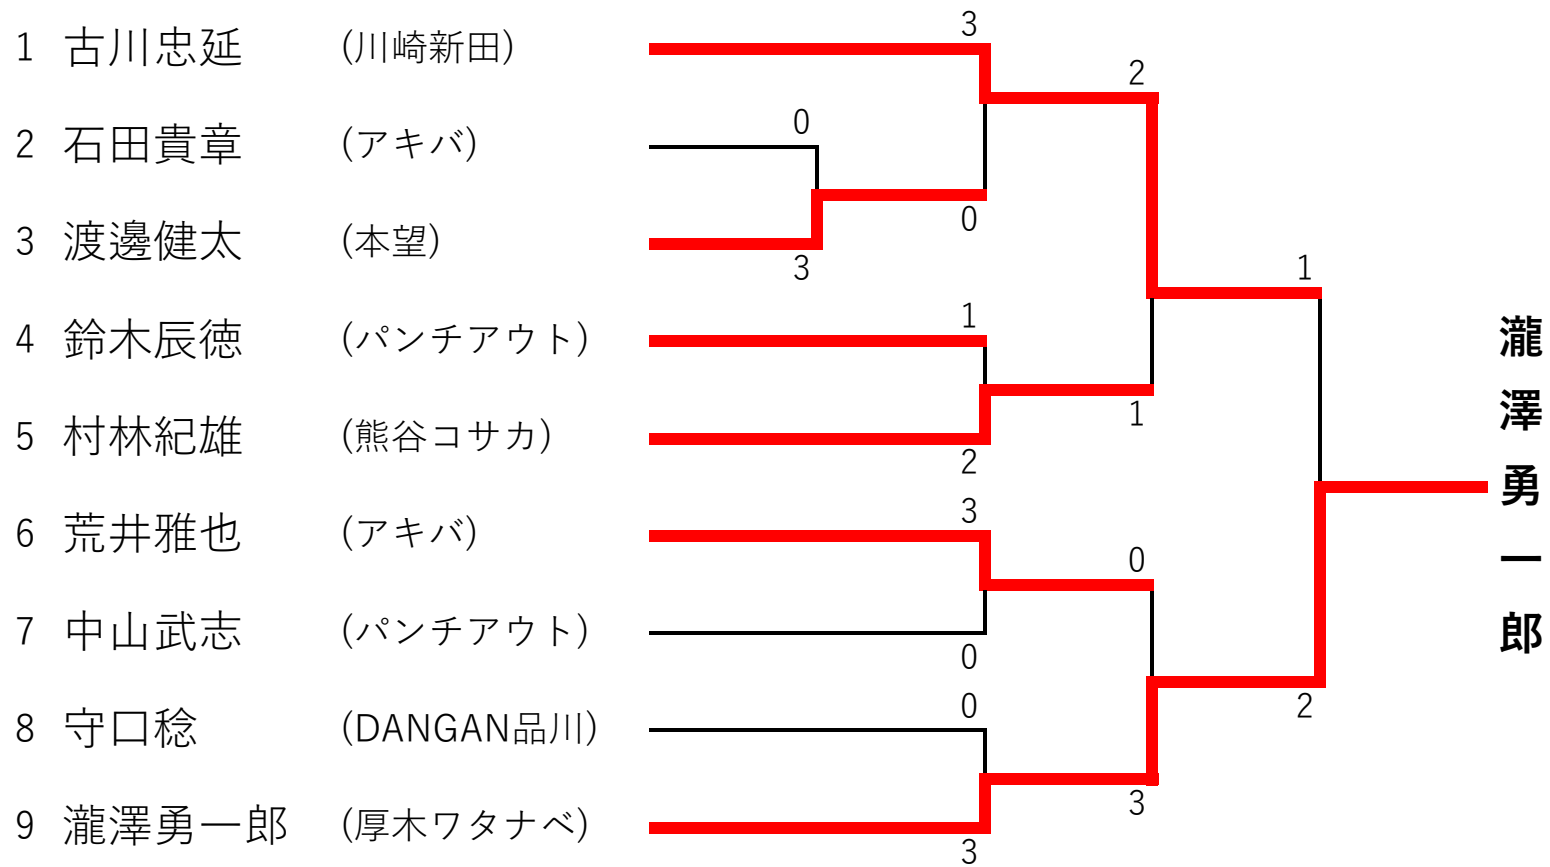 1 古川忠延 (川崎新田) 3
2
2 石田貴章 (アキバ) 0
0
3 渡邊健太 (本望) 3
1
4 鈴木辰徳 (パンチアウト) 1
1
5 村林紀雄 (熊谷コサカ) 2
6 荒井雅也 (アキバ) 3
0
7 中山武志 (パンチアウト) 0
2
8 守口稔 (DANGAN品川) 0
3
9 瀧澤勇一郎 (厚木ワタナベ) 3
瀧澤勇一郎